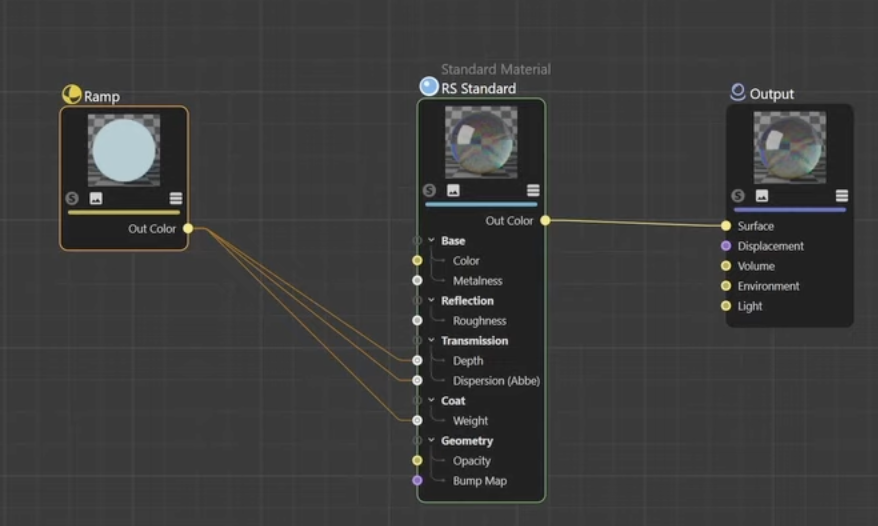 Ramp
Out Color
Standard Material
RS Standard
Out Color
Base
Color
Metalness
Reflection
Roughness
Transmission
Depth
Dispersion (Abbe)
Coat
Weight
Geometry
Opacity
Bump Map
Output
Surface
Displacement
Volume
Environment
Light